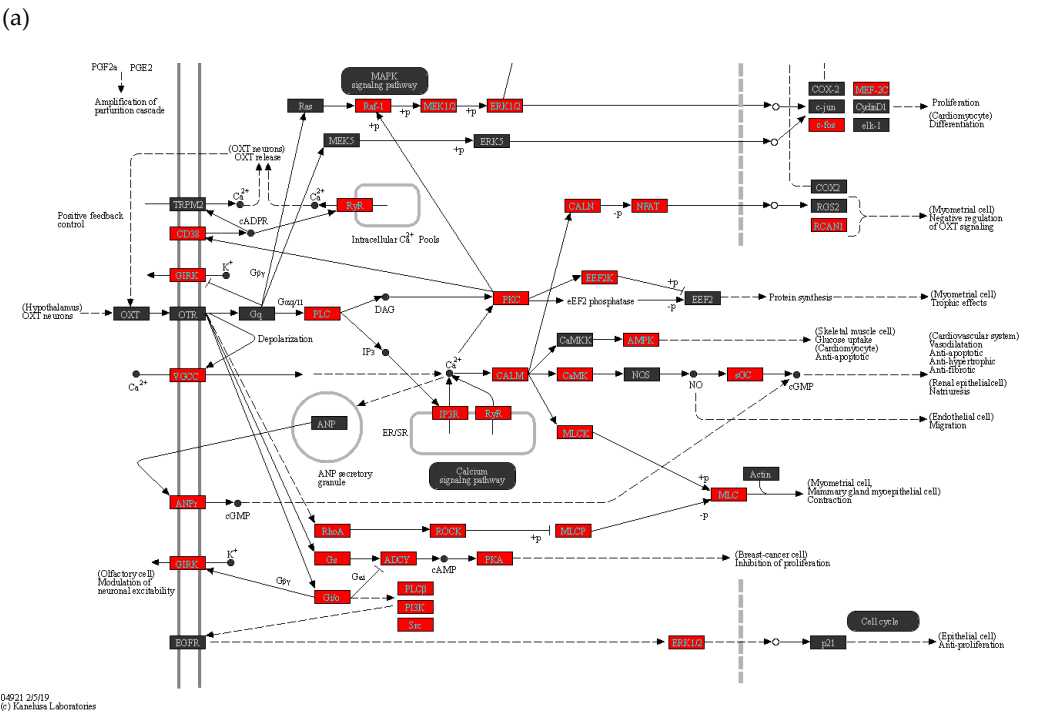 (a)
PGF2a PGE2
Amplification of
parturition cascade
MAPK
signaling pathway
Ras
Raf-1
+p
MEK1/2
+p
ERK1/2
+p
MEK5
+p
ERK5
COX-2
MEF-2C
c-jun
CyclinD1
c-fos
elk-1
Proliferation
(Cardiomyocyte)
Differentiation
(OXT neurons)
OXT release
TRPM2
Ca2+
Ca2+
RyR
cADPR
CD38
Intracellular Ca2+ Pools
Positive feedback
control
CALN
-p
NFAT
COX2
RGS2
RCAN1
(Myometrial cell)
Negative regulation
of OXT signaling
GIRK
K+
Gβγ
(Hypothalamus)
OXT neurons
OXT
OTR
Gq
Gαq/11
PLC
DAG
PKC
EEF2K
+p
eEF2 phosphatase
-p
EEF2
Protein synthesis
(Myometrial cell)
Trophic effects
Depolarization
IP3
Ca2+
VGCC
Ca2+
CALM
CaMKK
AMPK
(Skeletal muscle cell)
Glucose uptake
(Cardiomyocyte)
Anti-apoptotic
CaMK
NOS
NO
sGC
cGMP
(Cardiovascular system)
Vasodilatation
Anti-apoptotic
Anti-hypertrophic
Anti-fibrotic
(Renal epithelialcell)
Natriuresis
ANP
ANP secretory
granule
IP3R
RyR
ER/SR
MLCK
(Endothelial cell)
Migration
Calcium
signaling pathway
+p
MLC
-p
Actin
(Myometrial cell,
Mammary gland myoepithelial cell)
Contraction
ANPr
cGMP
RhoA
ROCK
+p
MLCP
Gs
ADCY
cAMP
PKA
(Breast-cancer cell)
Inhibition of proliferation
GIRK
K+
(Olfactory cell)
Modulation of
neuronal excitability
Gβγ
Gαi
Gi/o
PLCβ
PI3K
Src
EGFR
ERK1/2
p21
Cell cycle
(Epithelial cell)
Anti-proliferation
04921 2/5/19
(c) Kanehisa Laboratories